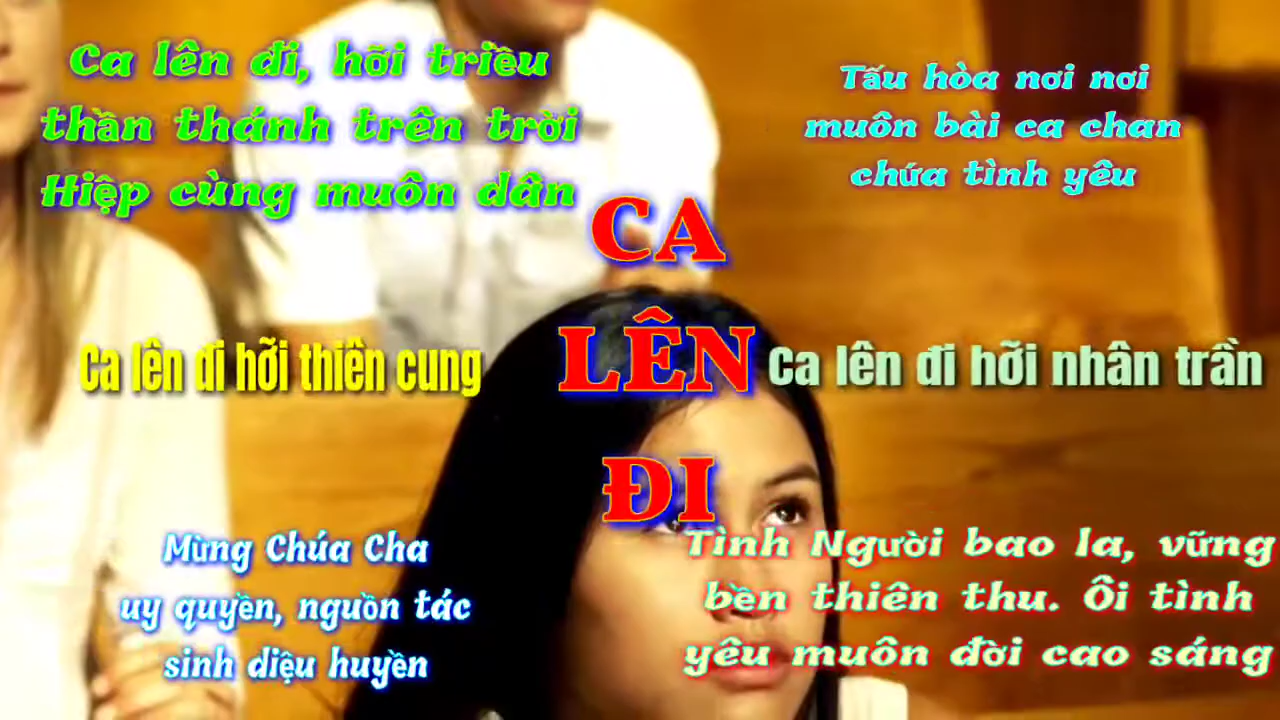 Ca lên đi, hỡi triều
thần thánh trên trời
Hiệp cùng muôn dân
Tấu hòa nơi nơi
muôn bài ca chan
chứa tình yêu
CA
LÊN
ĐI
Ca lên đi hỡi thiên cung
Ca lên đi hỡi nhân trần
Mừng Chúa Cha
uy quyền, nguồn tác
sinh diệu huyền
Tình Người bao la, vững
bền thiên thu. Ôi tình
yêu muôn đời cao sáng